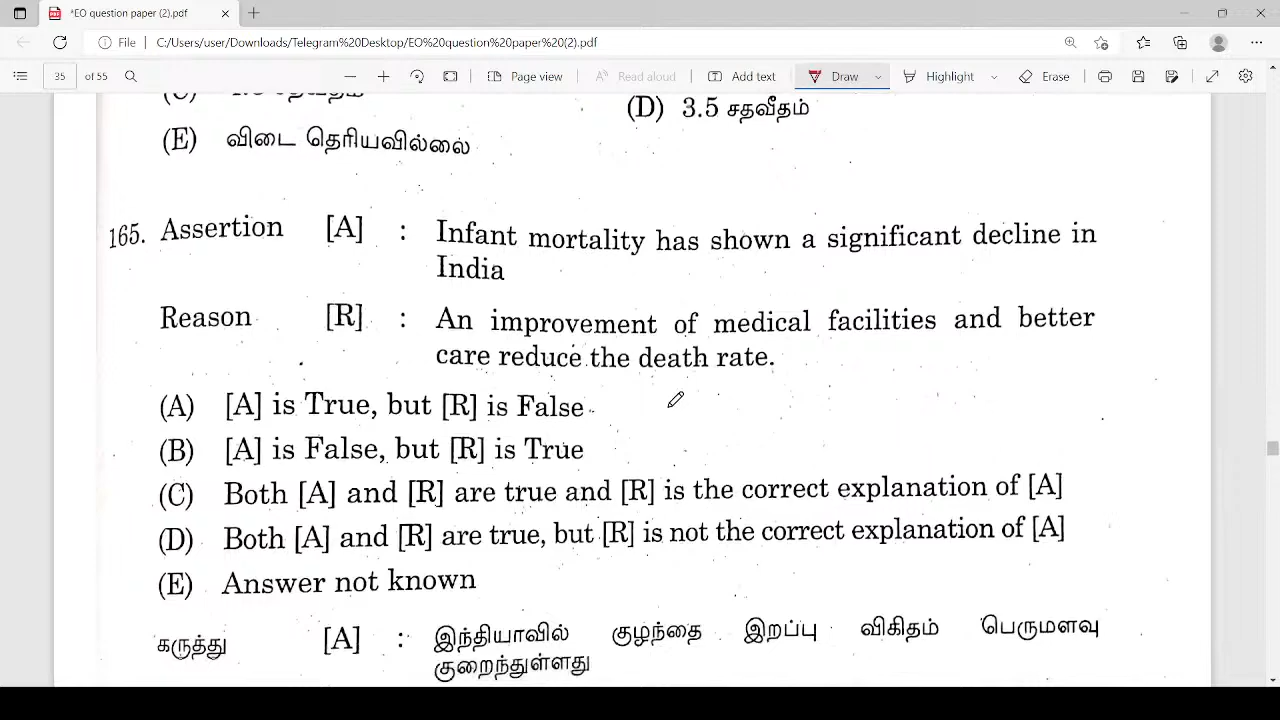 *EO question paper (2).pdf
File C:/Users/user/Downloads/Telegram%20Desktop/EO%20question%20paper%20(2).pdf
35 of 55 Page view Read aloud Add text Draw Highlight Erase
(D) 3.5 சதவீதம்
(E) விடை தெரியவில்லை
165. Assertion [A] : Infant mortality has shown a significant decline in
India
Reason [R] : An improvement of medical facilities and better
care reduce the death rate.
(A) [A] is True, but [R] is False
(B) [A] is False, but [R] is True
(C) Both [A] and [R] are true and [R] is the correct explanation of [A]
(D) Both [A] and [R] are true, but [R] is not the correct explanation of [A]
(E) Answer not known
கருத்து [A] : இந்தியாவில் குழந்தை இறப்பு விகிதம் பெருமளவு
குறைந்துள்ளது